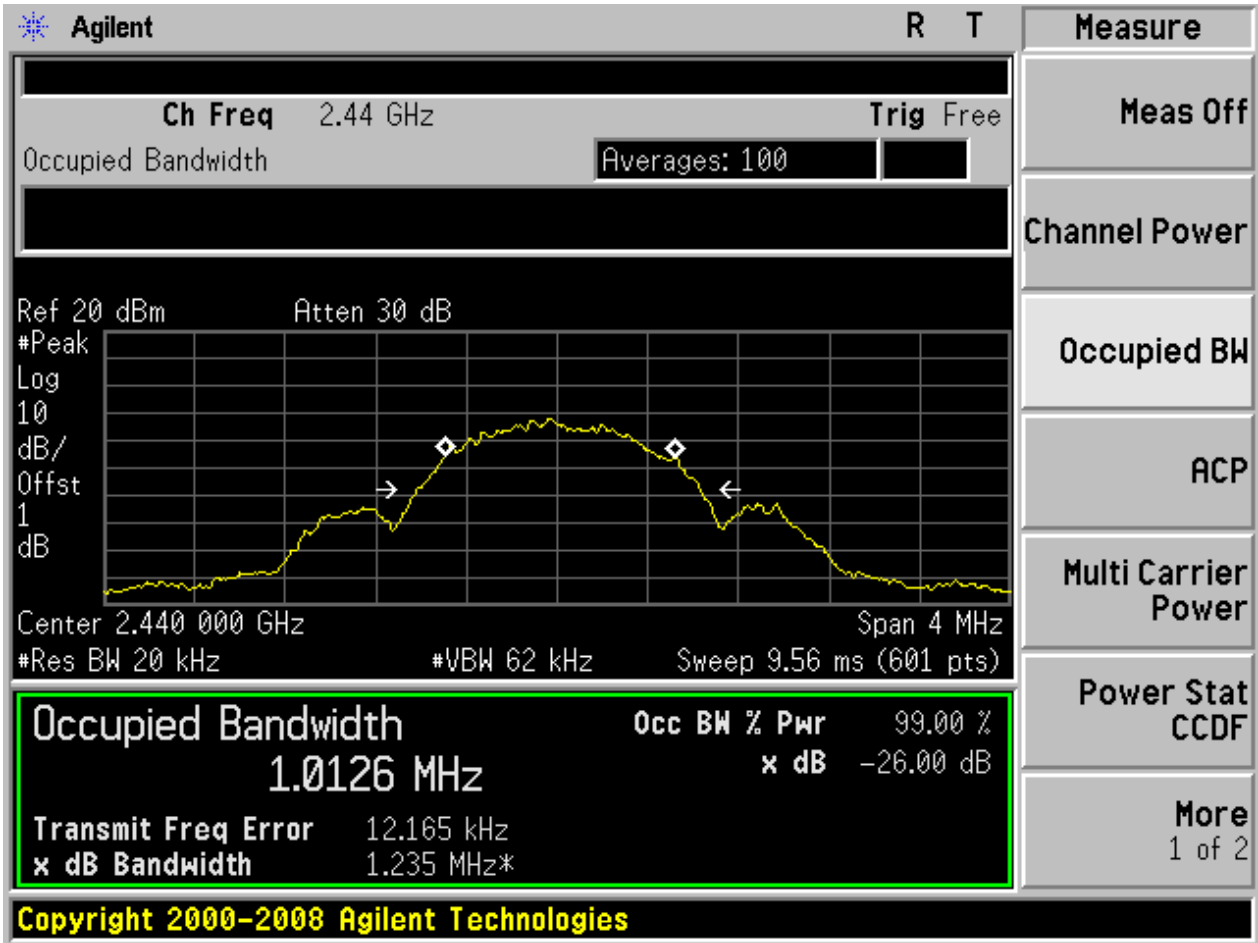 Agilent R T
Ch Freq 2.44 GHz Trig Free
Occupied Bandwidth Averages: 100
Ref 20 dBm Atten 30 dB
#Peak
Log
10
dB/
Offst
1
dB
Center 2.440 000 GHz Span 4 MHz
#Res BW 20 kHz #VBW 62 kHz Sweep 9.56 ms (601 pts)
Occupied Bandwidth Occ BW % Pwr 99.00 %
1.0126 MHz x dB -26.00 dB
Transmit Freq Error 12.165 kHz
x dB Bandwidth 1.235 MHz*
Copyright 2000-2008 Agilent Technologies
Measure
Meas Off
Channel Power
Occupied BW
ACP
Multi Carrier
Power
Power Stat
CCDF
More
1 of 2